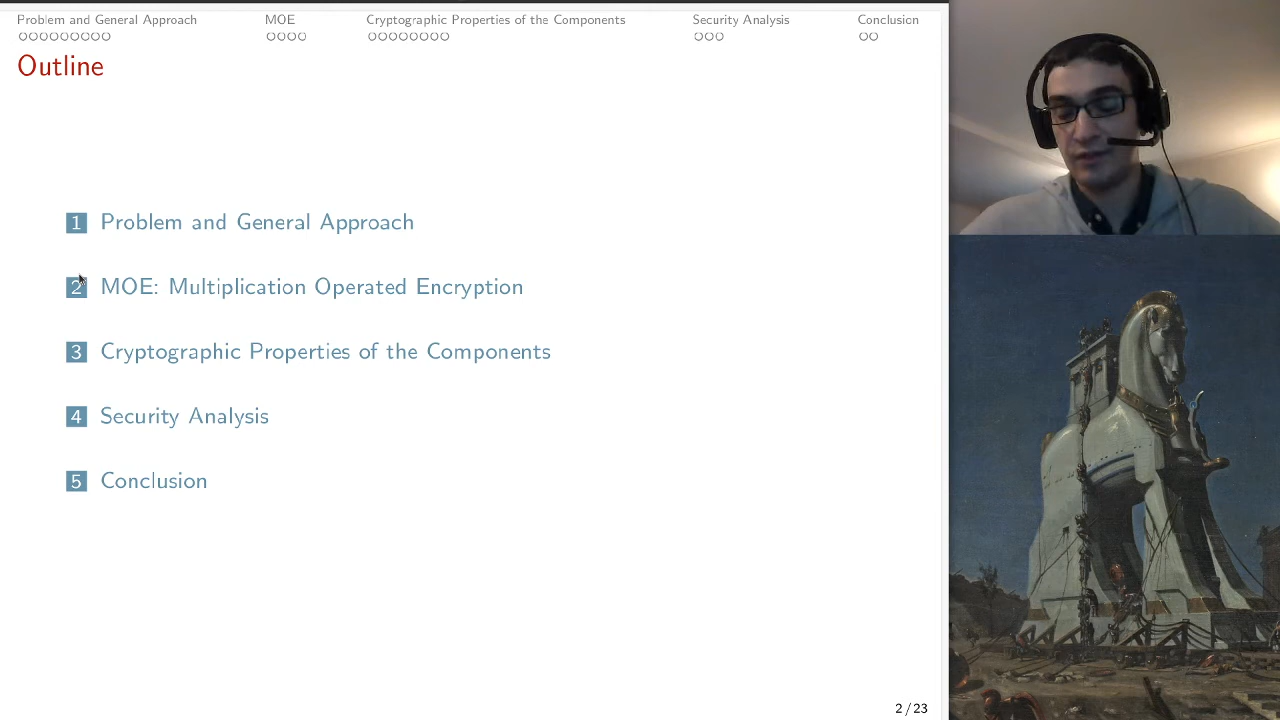 Problem and General Approach MOE Cryptographic Properties of the Components Security Analysis Conclusion
Outline
1 Problem and General Approach
2 MOE: Multiplication Operated Encryption
3 Cryptographic Properties of the Components
4 Security Analysis
5 Conclusion
2 / 23